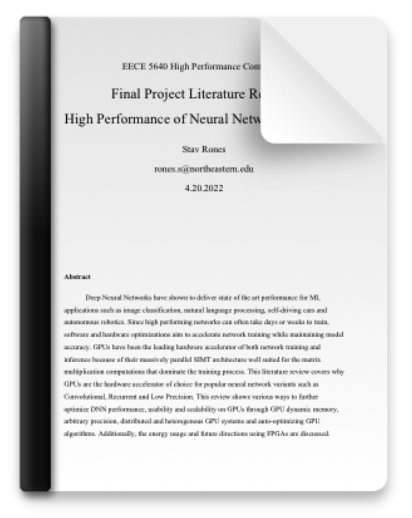 EECE 5640 High Performance Com
Final Project Literature Re
High Performance of Neural Netw
Stav Rones
rones.s@northeastern.edu
4.20.2022
Abstract
Deep Neural Networks have shown to deliver state of the art performance for ML
applications such as image classification, natural language processing, self-driving cars and
autonomous robotics. Since high performing networks can often take days or weeks to train,
software and hardware optimizations aim to accelerate network training while maintaining model
accuracy. GPUs have been the leading hardware accelerator of both network training and
inference because of their massively parallel SIMT architecture well suited for the matrix
multiplication computations that dominate the training process. This literature review covers why
GPUs are the hardware accelerator of choice for popular neural network variants such as
Convolutional, Recurrent and Low Precision. This review shows various ways to further
optimize DNN performance, usability and scalability on GPUs through GPU dynamic memory,
arbitrary precision, distributed and heterogenous GPU systems and auto-optimizing GPU
algorithms. Additionally, the energy usage and future directions using FPGAs are discussed.